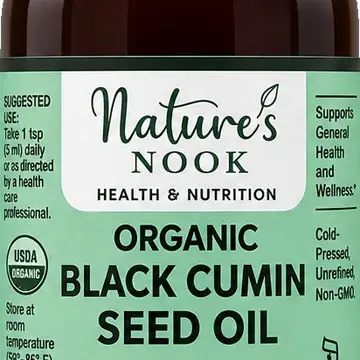 SUGGESTED
USE:
Take 1 tsp
(5 ml) daily
or as directed
by a health
care
professional.
USDA
ORGANIC
Store at
room
temperature
Nature's
NOOK
HEALTH & NUTRITION
ORGANIC
BLACK CUMIN
SEED OIL
Supports
General
Health
and
Wellness.*
Cold-
Pressed,
Unrefined,
Non-GMO.